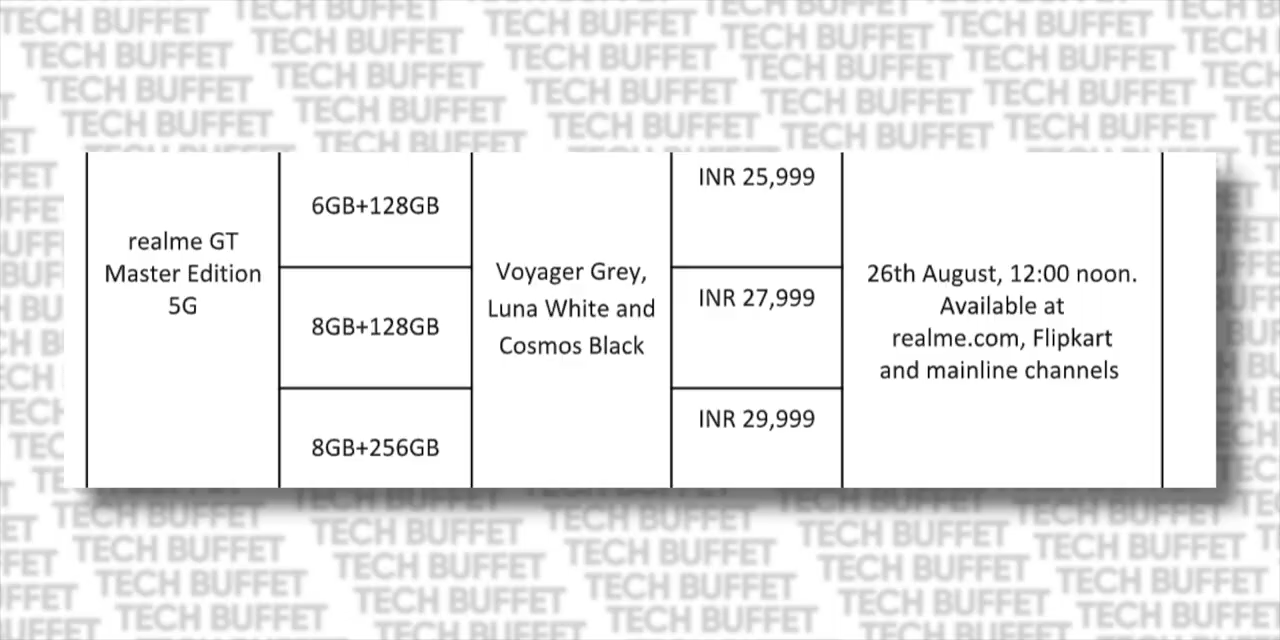 realme GT
Master Edition
5G
6GB+128GB
8GB+128GB
8GB+256GB
Voyager Grey,
Luna White and
Cosmos Black
INR 25,999
INR 27,999
INR 29,999
26th August, 12:00 noon.
Available at
realme.com, Flipkart
and mainline channels
TECH BUFFET